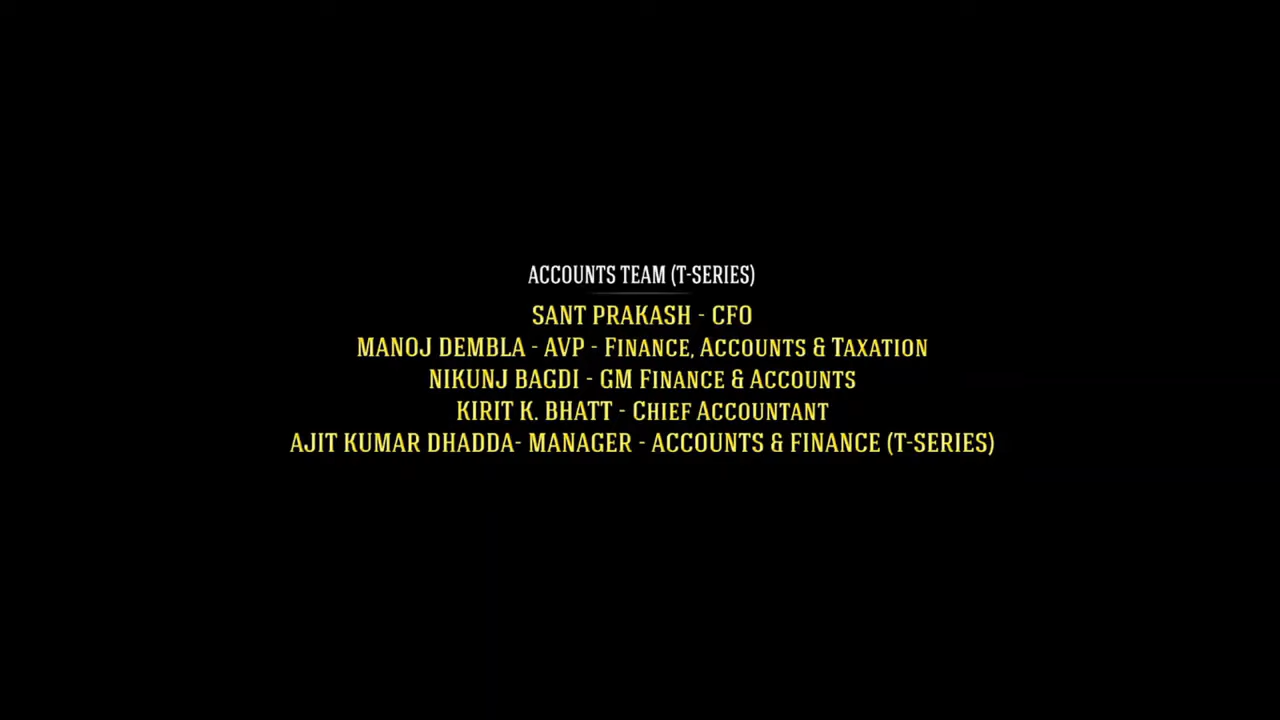 ACCOUNTS TEAM (T-SERIES)
SANT PRAKASH - CFO
MANOJ DEMBLA - AVP - FINANCE, ACCOUNTS & TAXATION
NIKUNJ BAGDI - GM FINANCE & ACCOUNTS
KIRIT K. BHATT - CHIEF ACCOUNTANT
AJIT KUMAR DHADDA- MANAGER - ACCOUNTS & FINANCE (T-SERIES)